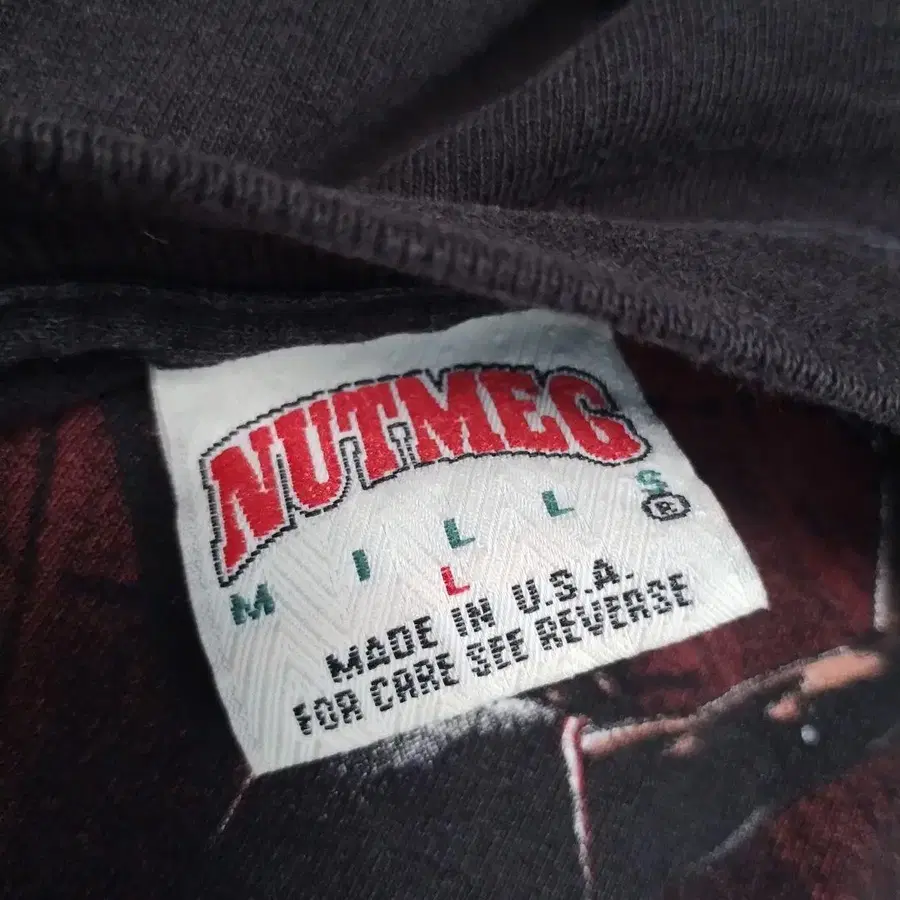 NUTMEG
MILLS ®
L
MADE IN U.S.A.
FOR CARE SEE REVERSE